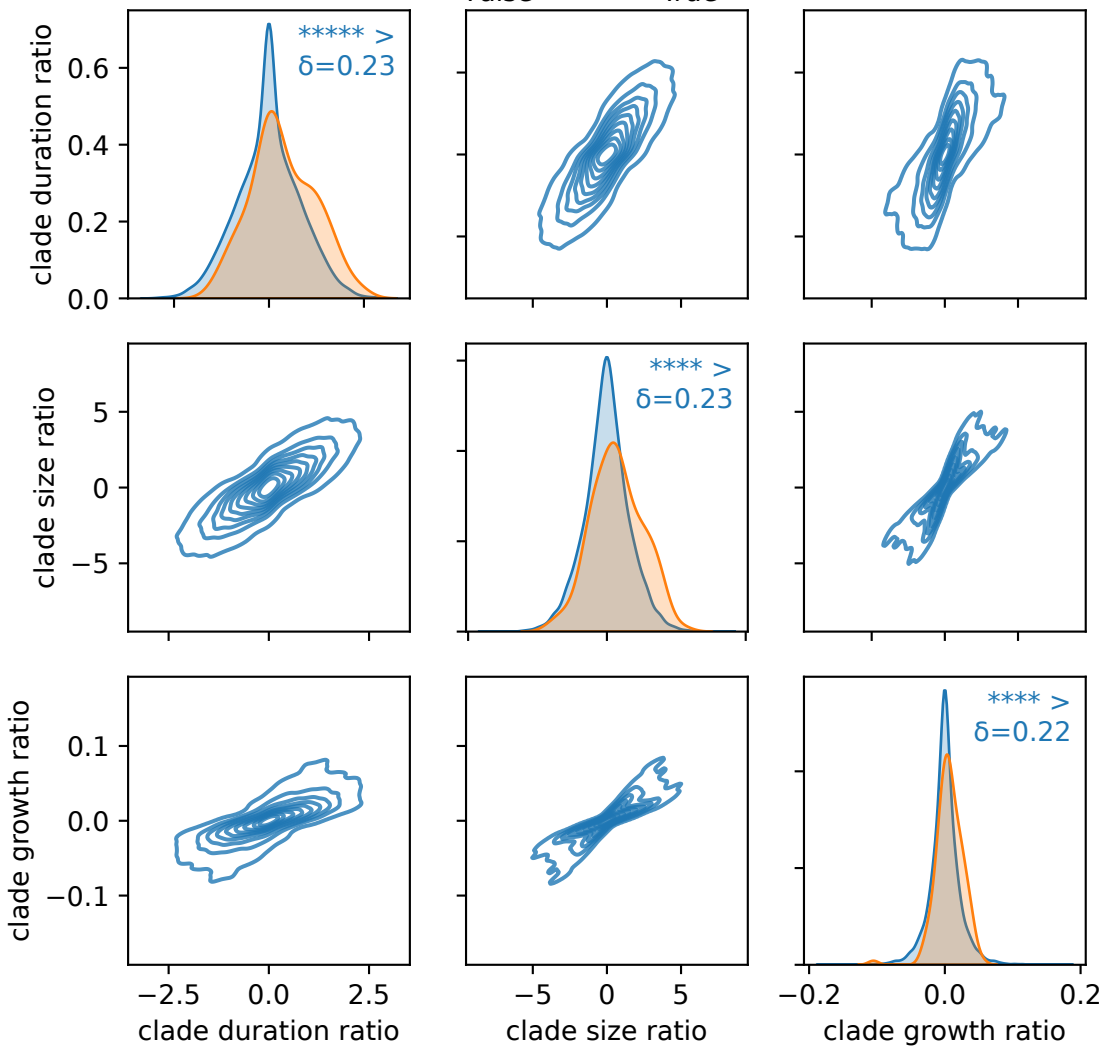 clade duration ratio
0.6
0.4
0.2
0.0
***** >
δ=0.23
clade size ratio
5
0
−5
**** >
δ=0.23
clade growth ratio
0.1
0.0
−0.1
**** >
δ=0.22
−2.5 0.0 2.5
−5 0 5
−0.2 0.0 0.2
clade duration ratio
clade size ratio
clade growth ratio